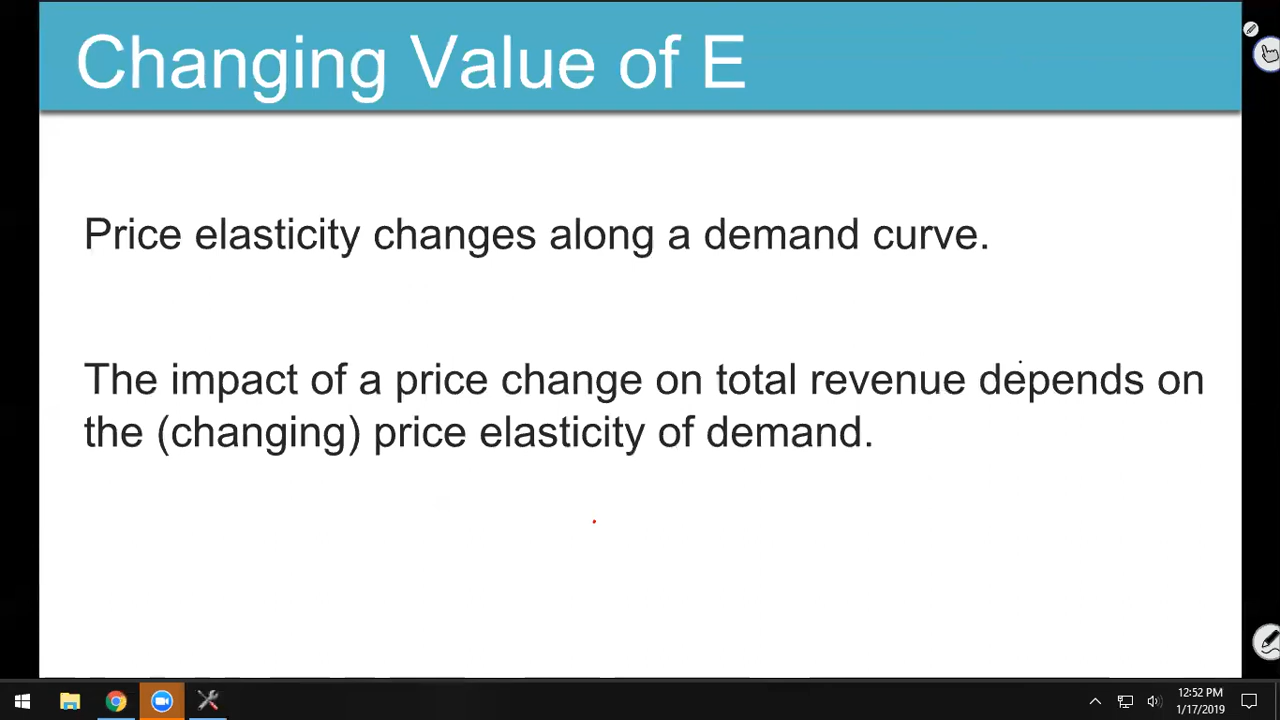 Changing Value of E
Price elasticity changes along a demand curve.
The impact of a price change on total revenue depends on
the (changing) price elasticity of demand.
12:52 PM
1/17/2019